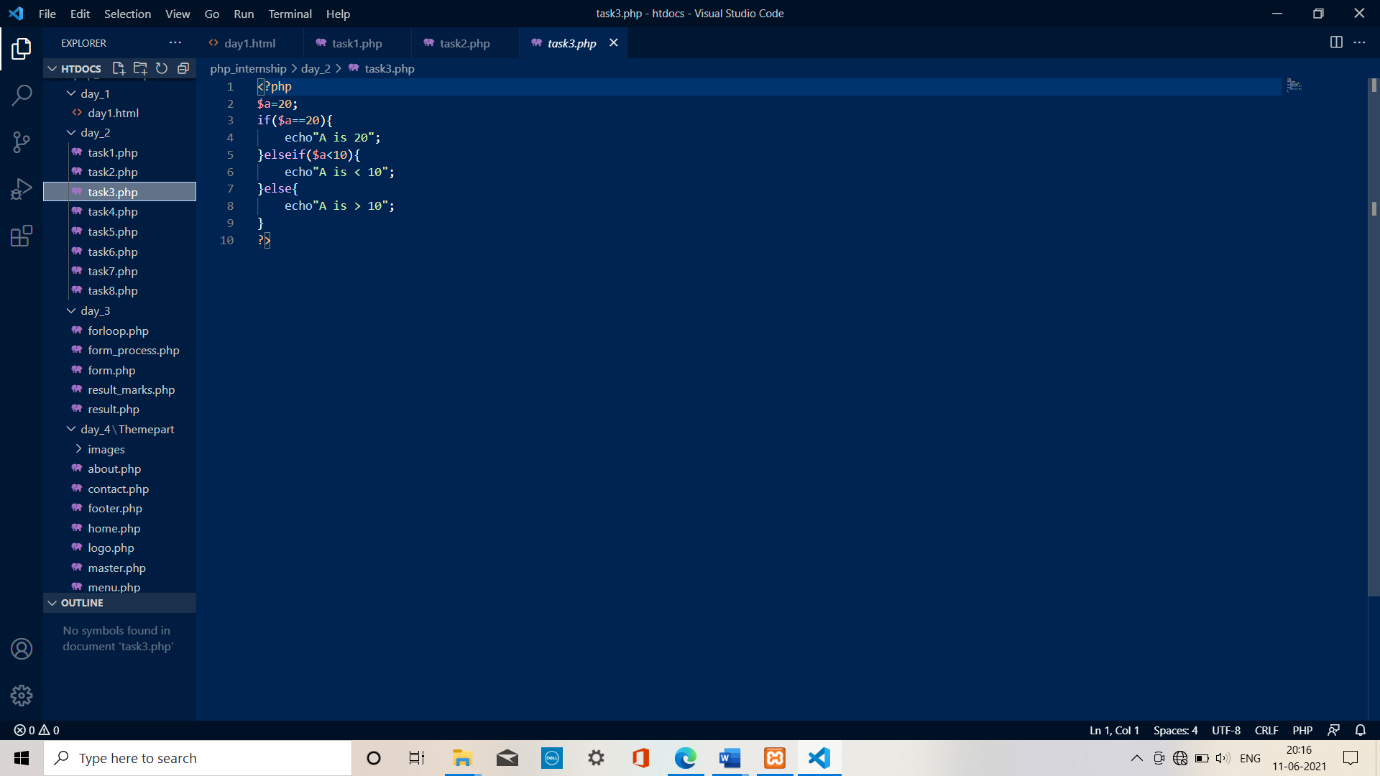 File Edit Selection View Go Run Terminal Help
task3.php - htdocs - Visual Studio Code
EXPLORER
day1.html
task1.php
task2.php
task3.php
HTDOCS
php_internship > day_2 > task3.php
day_1
day1.html
day_2
task1.php
task2.php
task3.php
task4.php
task5.php
task6.php
task7.php
task8.php
day_3
forloop.php
form_process.php
form.php
result_marks.php
result.php
day_4\Themepart
images
about.php
contact.php
footer.php
home.php
logo.php
master.php
menu.php
OUTLINE
No symbols found in
document 'task3.php'
1 <?php
2 $a=20;
3 if($a==20){
4 echo"A is 20";
5 }elseif($a<10){
6 echo"A is < 10";
7 }else{
8 echo"A is > 10";
9 }
10 ?>
0 0
Ln 1, Col 1 Spaces: 4 UTF-8 CRLF PHP
Type here to search
DELL
ENG
20:16
11-06-2021